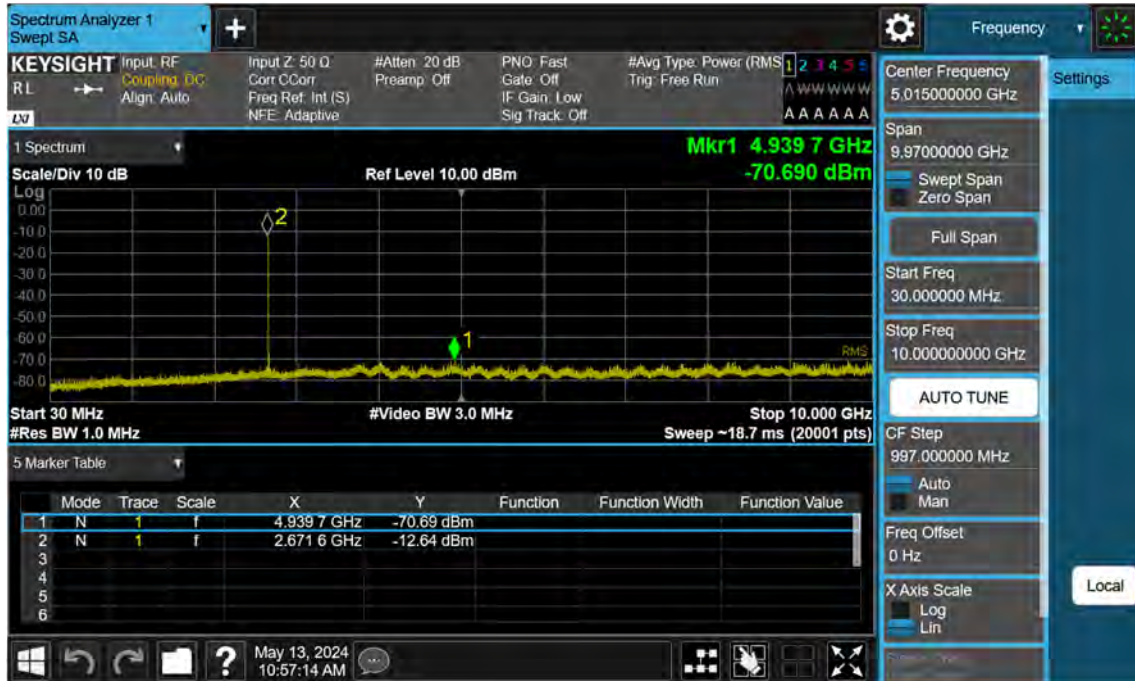 Spectrum Analyzer 1
Swept SA
Frequency
KEYSIGHT
RL
LXI
Input: RF
Coupling: DC
Align: Auto
Input Z: 50 Ω
Corr CCorr
Freq Ref: Int (S)
NFE: Adaptive
#Atten: 20 dB
Preamp: Off
PNO: Fast
Gate: Off
IF Gain: Low
Sig Track: Off
#Avg Type: Power (RMS
Trig: Free Run
1 2 3 4 5 6
A W W W W W
A A A A A A
1 Spectrum
Mkr1 4.939 7 GHz
-70.690 dBm
Scale/Div 10 dB
Ref Level 10.00 dBm
Log
0.00
-10.0
-20.0
-30.0
-40.0
-50.0
-60.0
-70.0
-80.0
2
1
RMS
Start 30 MHz
#Video BW 3.0 MHz
Stop 10.000 GHz
#Res BW 1.0 MHz
Sweep ~18.7 ms (20001 pts)
5 Marker Table
Mode Trace Scale X Y Function Function Width Function Value
1 N 1 f 4.939 7 GHz -70.69 dBm
2 N 1 f 2.671 6 GHz -12.64 dBm
3
4
5
6
?
May 13, 2024
10:57:14 AM
Center Frequency
5.015000000 GHz
Span
9.97000000 GHz
Swept Span
Zero Span
Full Span
Start Freq
30.000000 MHz
Stop Freq
10.000000000 GHz
AUTO TUNE
CF Step
997.000000 MHz
Auto
Man
Freq Offset
0 Hz
X Axis Scale
Log
Lin
Settings
Local